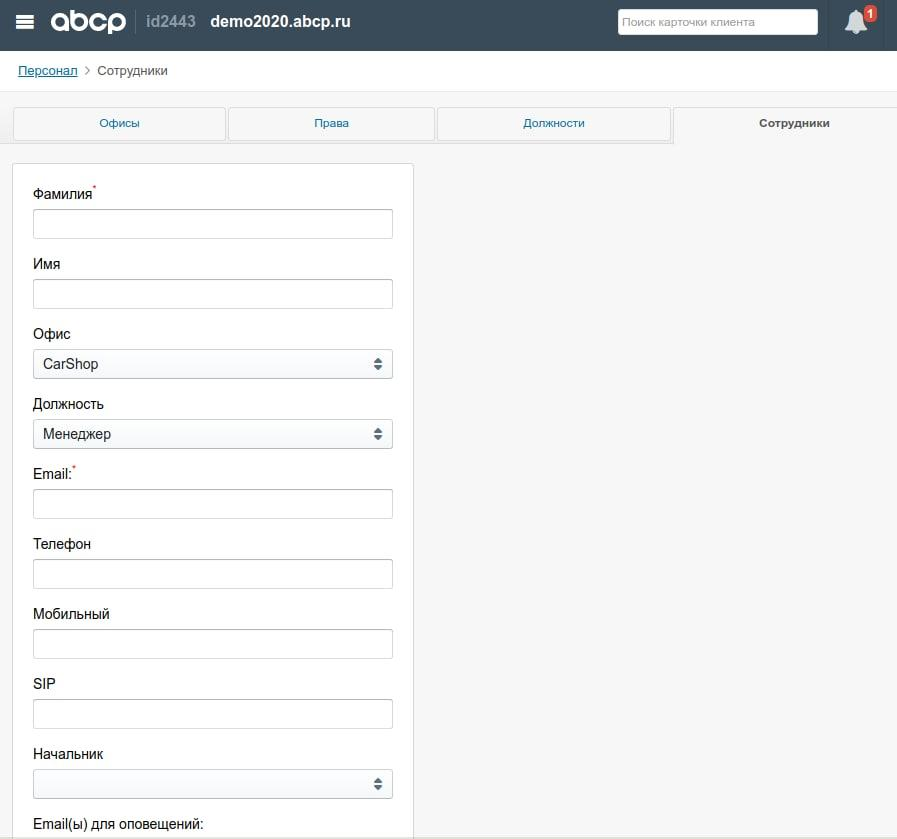 abcp id2443 demo2020.abcp.ru Поиск карточки клиента 1
Персонал > Сотрудники
Офисы Права Должности Сотрудники
Фамилия*
Имя
Офис
CarShop
Должность
Менеджер
Email:*
Телефон
Мобильный
SIP
Начальник
Email(ы) для оповещений: